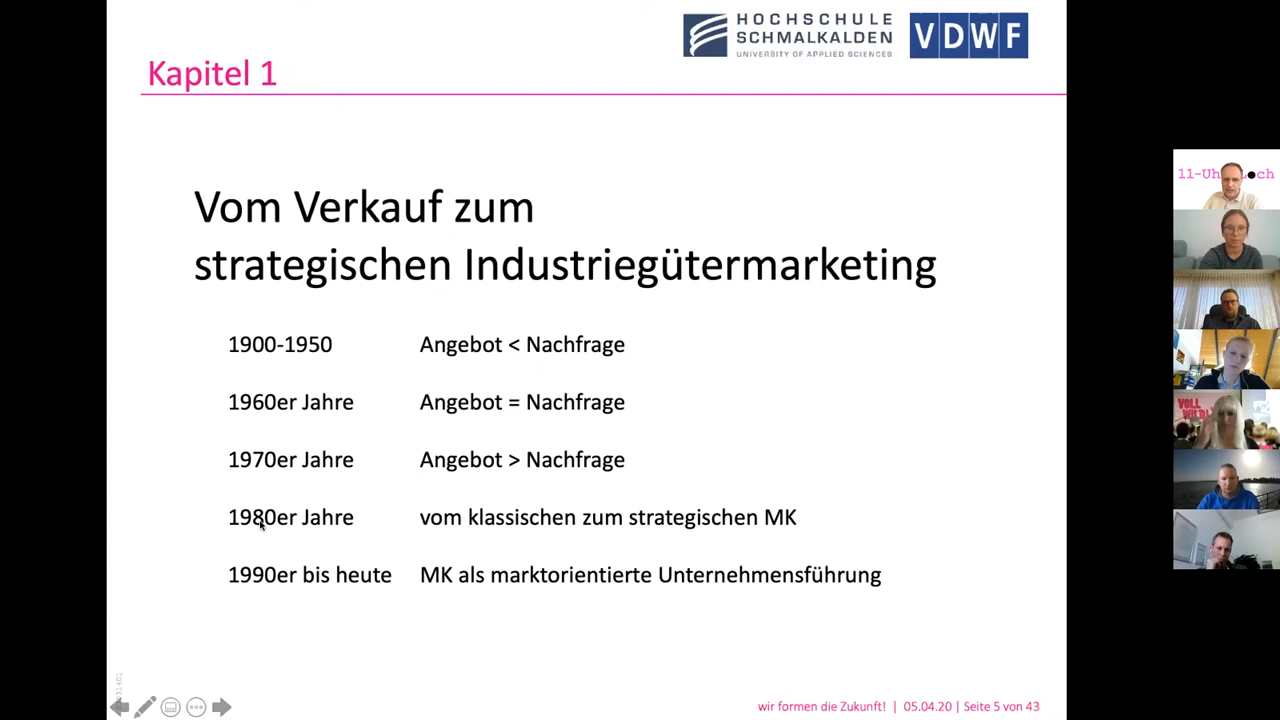 HOCHSCHULE
SCHMALKALDEN
UNIVERSITY OF APPLIED SCIENCES
VDWF
Kapitel 1
Vom Verkauf zum
strategischen Industriegütermarketing
1900-1950 Angebot < Nachfrage
1960er Jahre Angebot = Nachfrage
1970er Jahre Angebot > Nachfrage
1980er Jahre vom klassischen zum strategischen MK
1990er bis heute MK als marktorientierte Unternehmensführung
wir formen die Zukunft! | 05.04.20 | Seite 5 von 43
VOLL